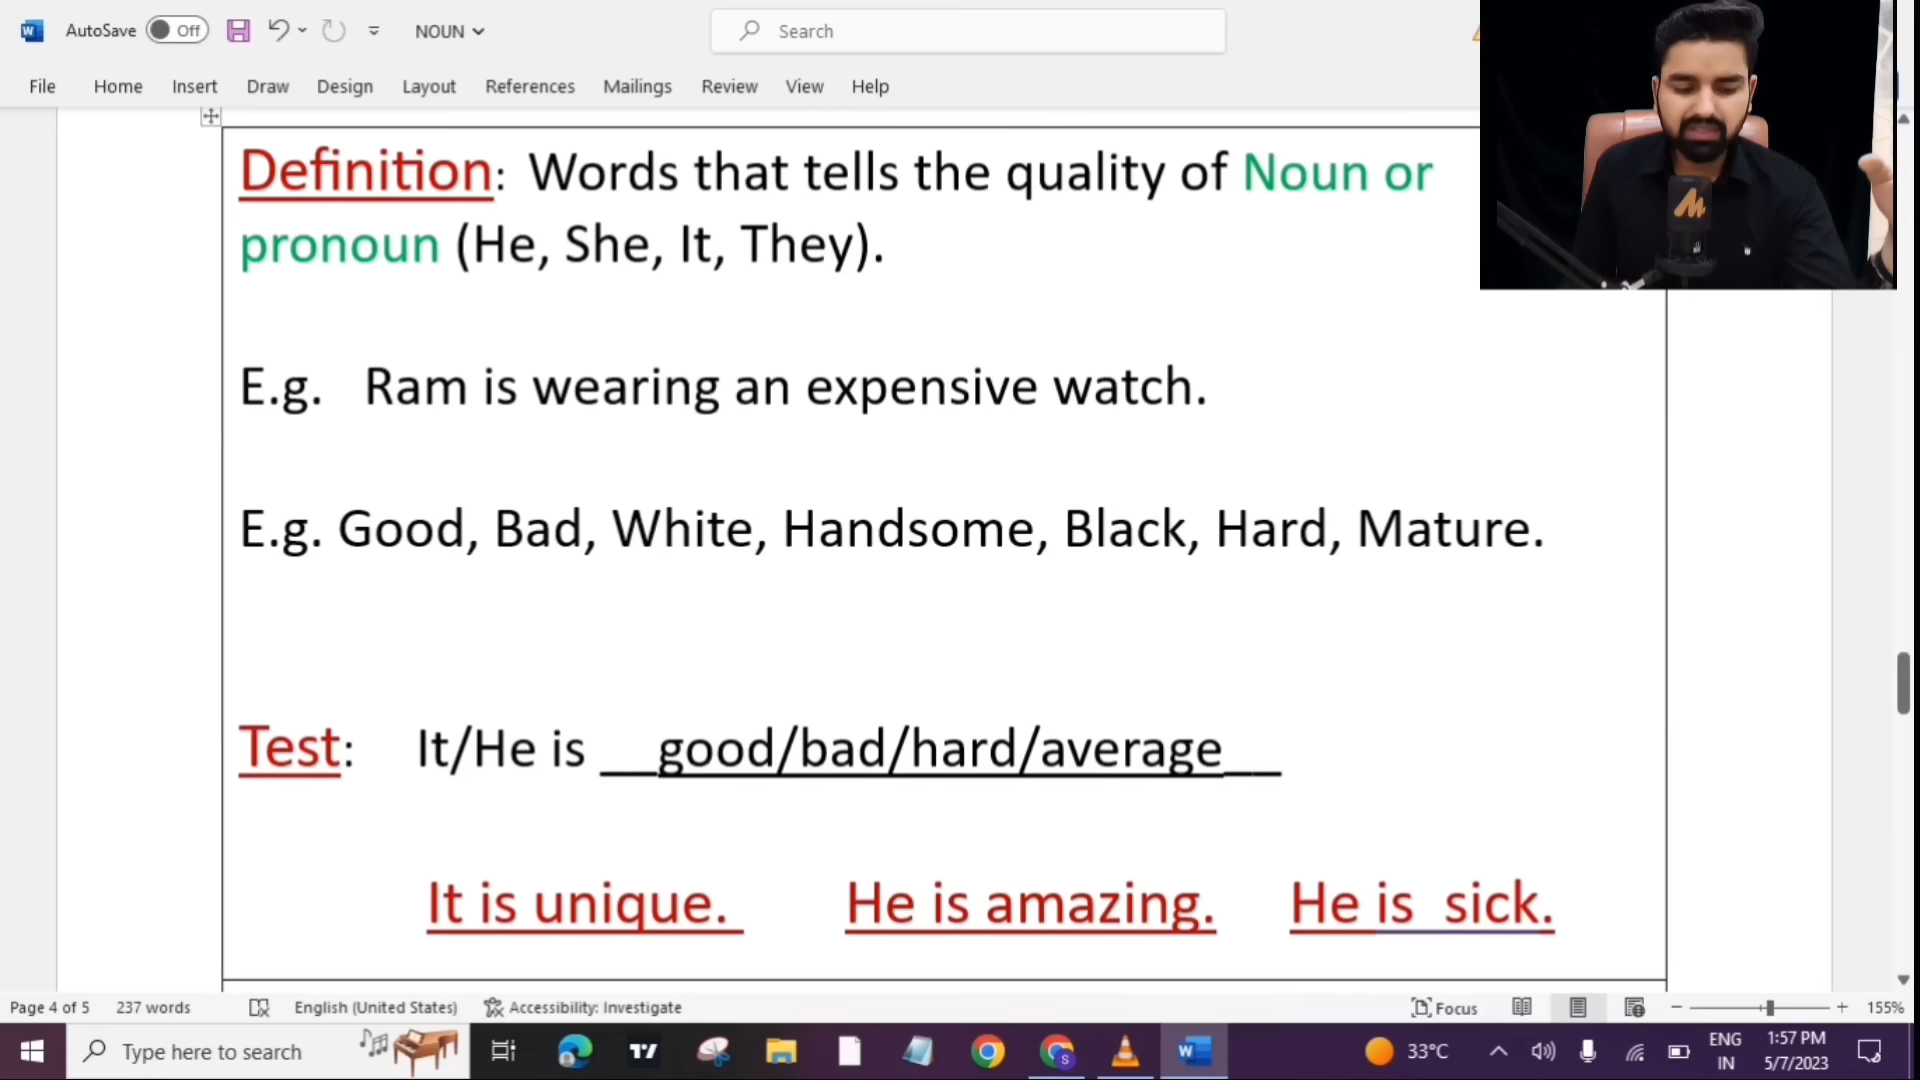 AutoSave Off NOUN Search
File Home Insert Draw Design Layout References Mailings Review View Help
Definition: Words that tells the quality of Noun or
pronoun (He, She, It, They).
E.g. Ram is wearing an expensive watch.
E.g. Good, Bad, White, Handsome, Black, Hard, Mature.
Test: It/He is __good/bad/hard/average__
It is unique. He is amazing. He is sick.
Page 4 of 5 237 words English (United States) Accessibility: Investigate Focus 155%
Type here to search 33°C ENG 1:57 PM
IN 5/7/2023